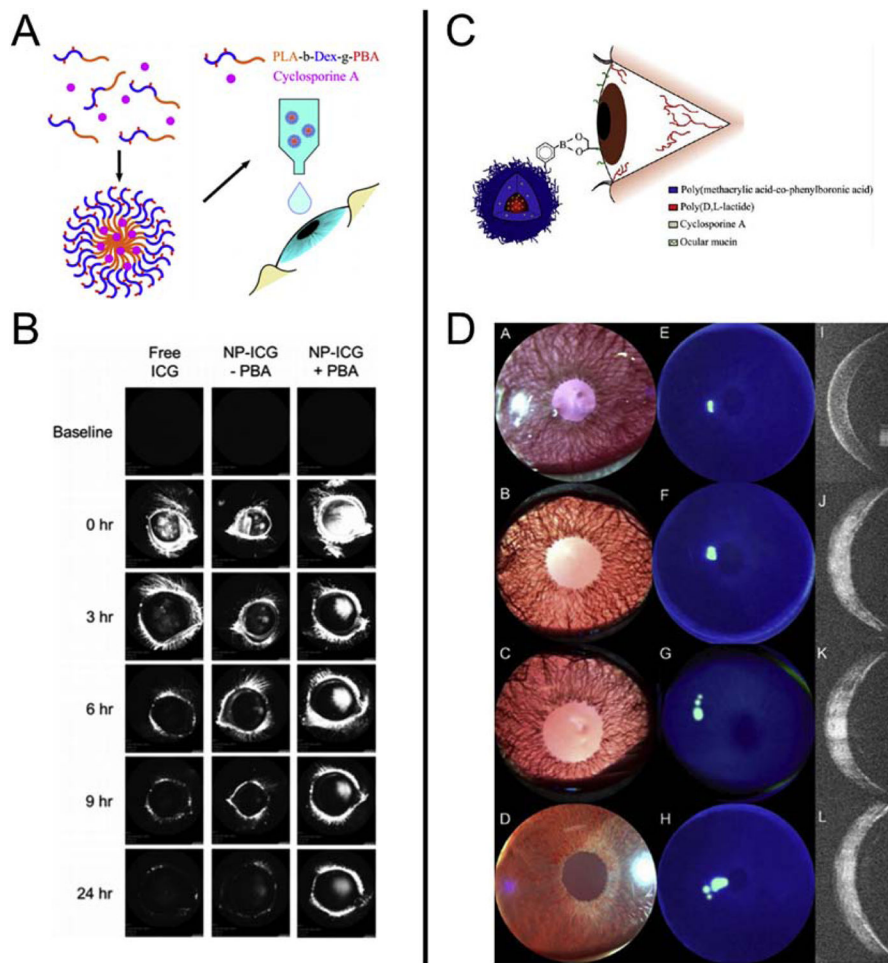 A
PLA-b-Dex-g-PBA
Cyclosporine A
B
Free
ICG
NP-ICG
- PBA
NP-ICG
+ PBA
Baseline
0 hr
3 hr
6 hr
9 hr
24 hr
C
B
O
O
Poly(methacrylic acid-co-phenylboronic acid)
Poly(D,L-lactide)
Cyclosporine A
Ocular mucin
D
A
E
I
B
F
J
C
G
K
D
H
L